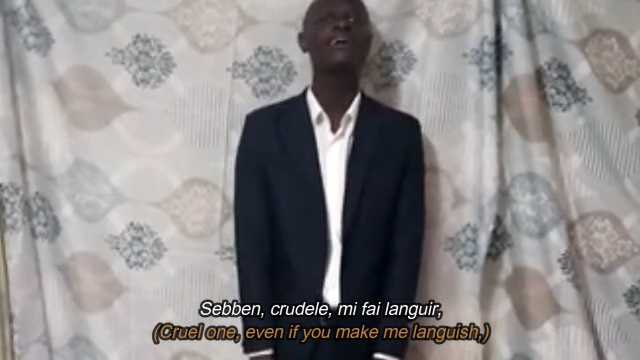 Sebben, crudele, mi fai languir,
(Cruel one, even if you make me languish,)